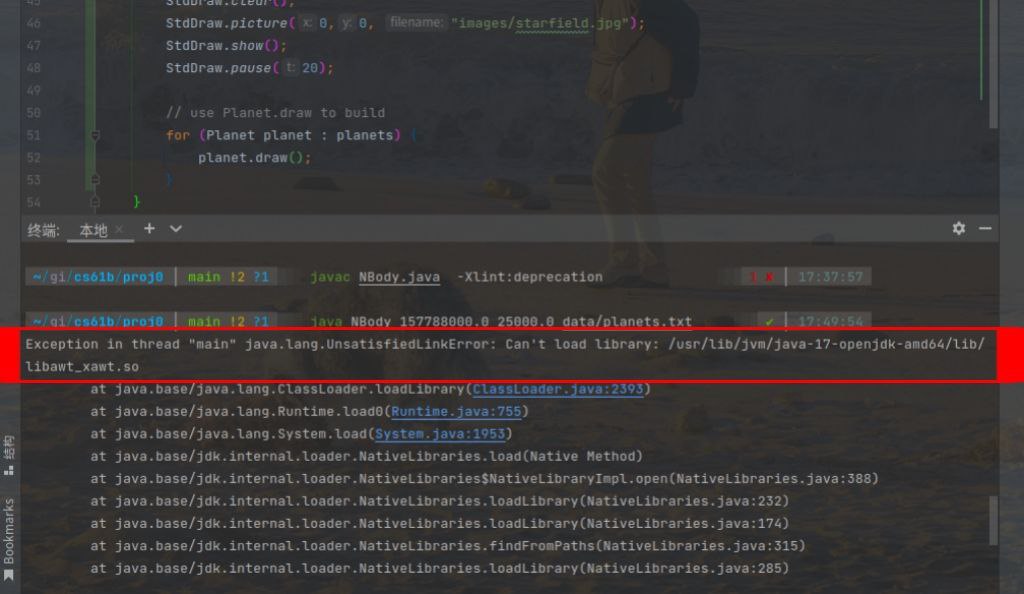 45 StdDraw.clear();
46 StdDraw.picture( x: 0, y: 0, filename: "images/starfield.jpg");
47 StdDraw.show();
48 StdDraw.pause( t: 20);
49
50 // use Planet.draw to build
51 for (Planet planet : planets) {
52 planet.draw();
53 }
54 }
终端: 本地 × +
~/gi/cs61b/proj0 | main !2 ?1 javac NBody.java -Xlint:deprecation 1 ✘ | 17:37:57
~/gi/cs61b/proj0 | main !2 ?1 java NBody 157788000.0 25000.0 data/planets.txt ✔ | 17:49:54
Exception in thread "main" java.lang.UnsatisfiedLinkError: Can't load library: /usr/lib/jvm/java-17-openjdk-amd64/lib/
libawt_xawt.so
at java.base/java.lang.ClassLoader.loadLibrary(ClassLoader.java:2393)
at java.base/java.lang.Runtime.load0(Runtime.java:755)
at java.base/java.lang.System.load(System.java:1953)
at java.base/jdk.internal.loader.NativeLibraries.load(Native Method)
at java.base/jdk.internal.loader.NativeLibraries$NativeLibraryImpl.open(NativeLibraries.java:388)
at java.base/jdk.internal.loader.NativeLibraries.loadLibrary(NativeLibraries.java:232)
at java.base/jdk.internal.loader.NativeLibraries.loadLibrary(NativeLibraries.java:174)
at java.base/jdk.internal.loader.NativeLibraries.findFromPaths(NativeLibraries.java:315)
at java.base/jdk.internal.loader.NativeLibraries.loadLibrary(NativeLibraries.java:285)
结构
Bookmarks